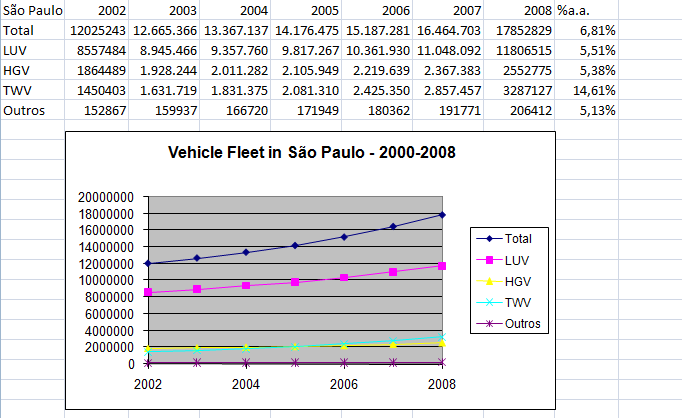 São Paulo 2002 2003 2004 2005 2006 2007 2008 %a.a.
Total 12025243 12.665.366 13.367.137 14.176.475 15.187.281 16.464.703 17852829 6,81%
LUV 8557484 8.945.466 9.357.760 9.817.267 10.361.930 11.048.092 11806515 5,51%
HGV 1864489 1.928.244 2.011.282 2.105.949 2.219.639 2.367.383 2552775 5,38%
TWV 1450403 1.631.719 1.831.375 2.081.310 2.425.350 2.857.457 3287127 14,61%
Outros 152867 159937 166720 171949 180362 191771 206412 5,13%
Vehicle Fleet in São Paulo - 2000-2008
20000000
18000000
16000000
14000000
12000000
10000000
8000000
6000000
4000000
2000000
0
2002 2004 2006 2008
Total
LUV
HGV
TWV
Outros